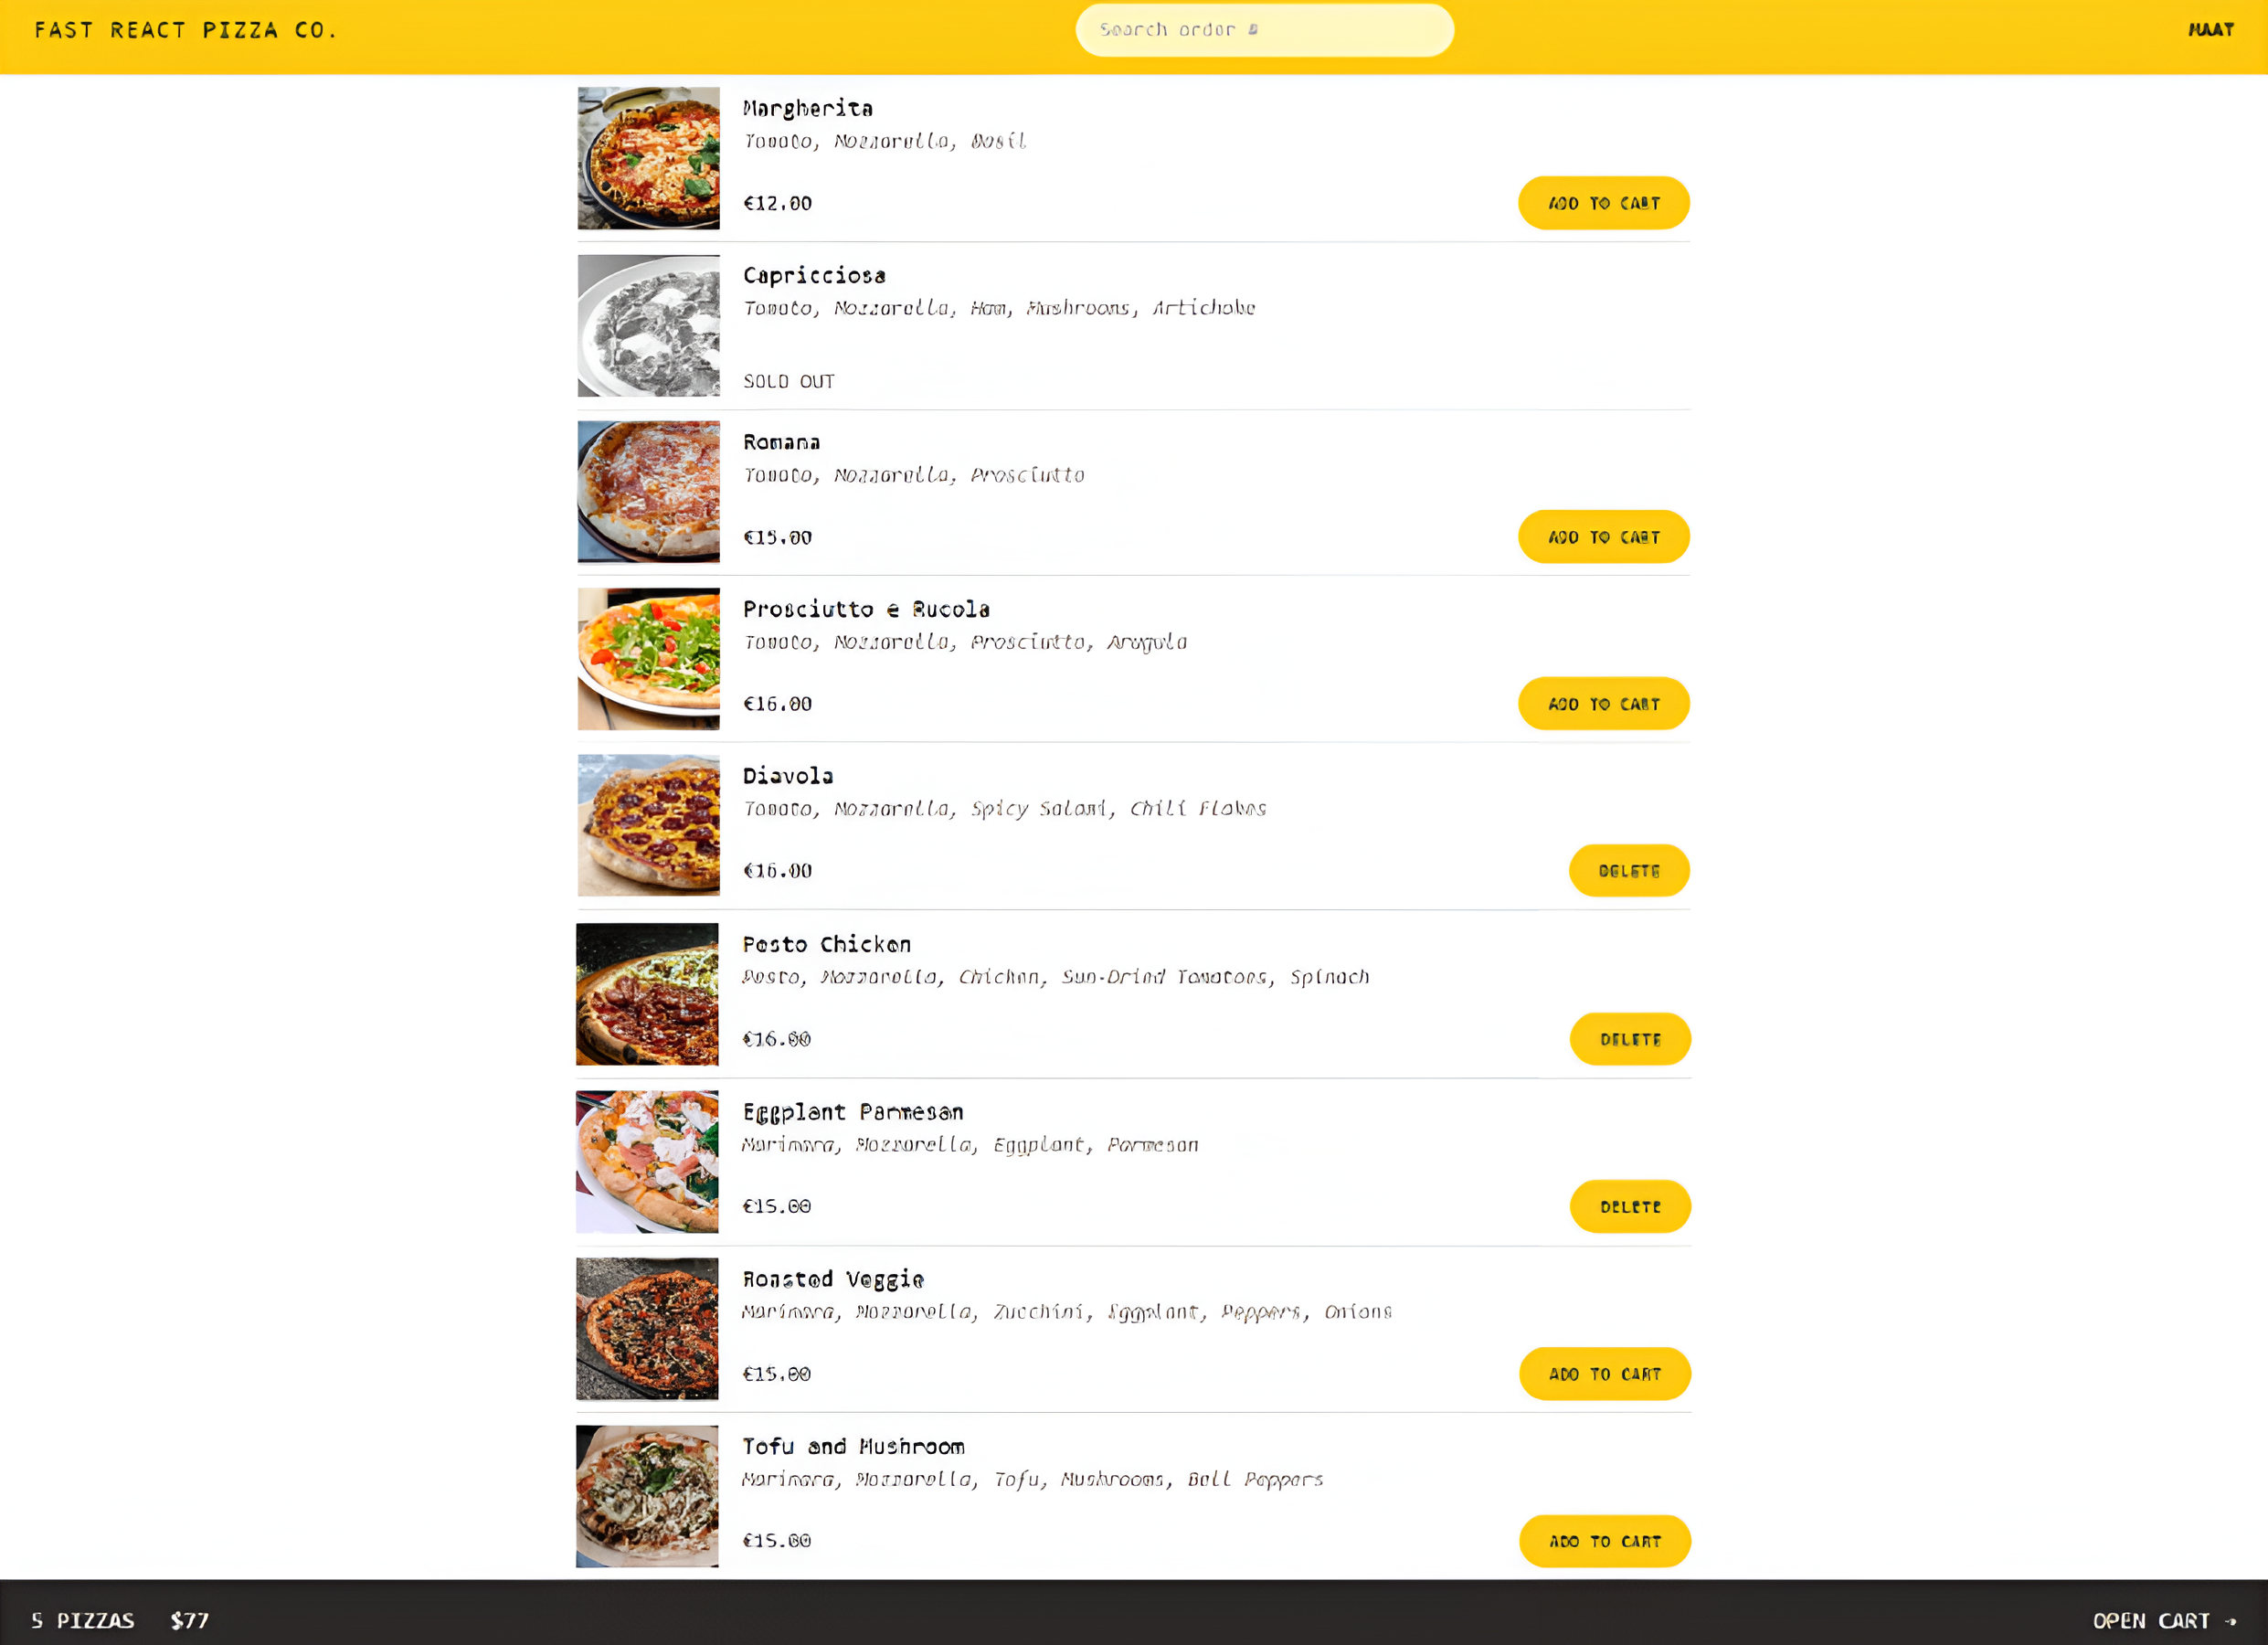 FAST REACT PIZZA CO.
Search order #
MAAT
Margherita
Tomato, Mozzarella, Basil
€12.00
ADD TO CART
Capricciosa
Tomato, Mozzarella, Ham, Mushrooms, Artichoke
SOLD OUT
Romana
Tomato, Mozzarella, Prosciutto
€15.00
ADD TO CART
Prosciutto e Rucola
Tomato, Mozzarella, Prosciutto, Arugula
€16.00
ADD TO CART
Diavola
Tomato, Mozzarella, Spicy Salami, Chili Flakes
€16.00
DELETE
Pesto Chicken
Pesto, Mozzarella, Chicken, Sun-Dried Tomatoes, Spinach
€16.00
DELETE
Eggplant Parmesan
Marinara, Mozzarella, Eggplant, Parmesan
€15.00
DELETE
Roasted Veggie
Marinara, Mozzarella, Zucchini, Eggplant, Peppers, Onions
€15.00
ADD TO CART
Tofu and Mushroom
Marinara, Mozzarella, Tofu, Mushrooms, Bell Peppers
€15.00
ADD TO CART
5 PIZZAS $77
OPEN CART →